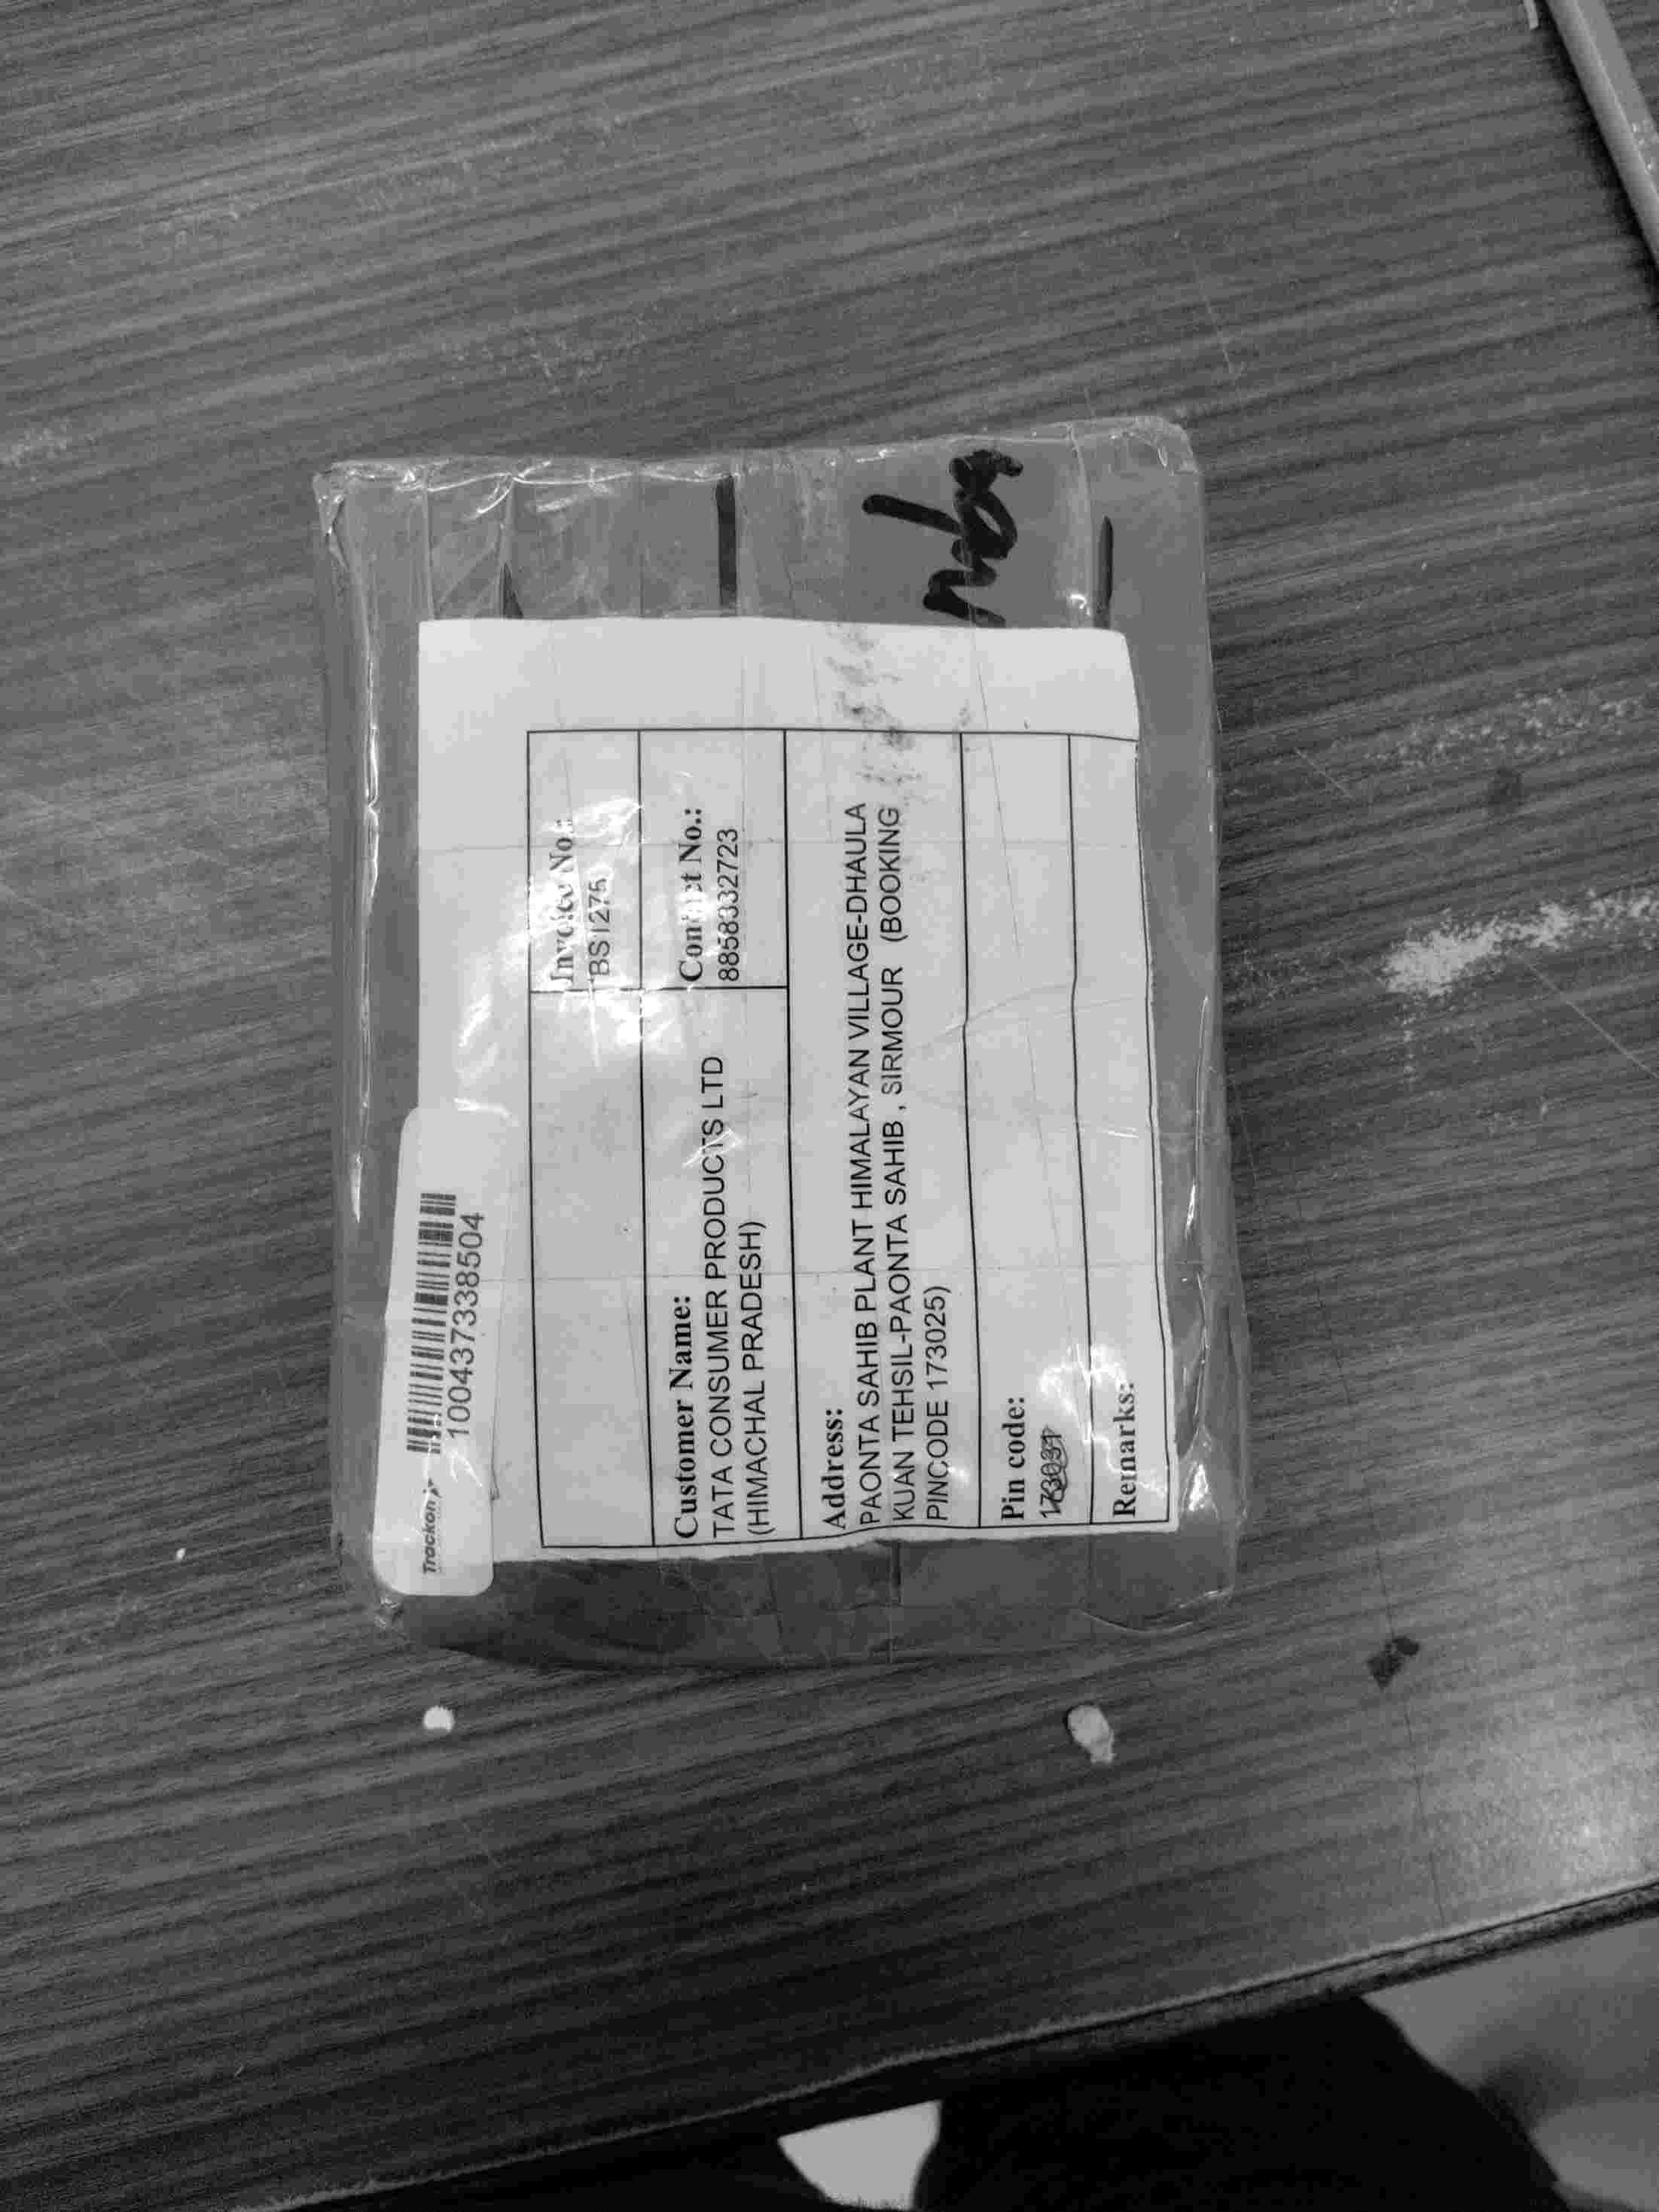 Trackon
100437338504
Invoice No.:
BS1275
Customer Name:
TATA CONSUMER PRODUCTS LTD
(HIMACHAL PRADESH)
Contact No.:
8858332723
Address:
PAONTA SAHIB PLANT HIMALAYAN VILLAGE-DHAULA
KUAN TEHSIL-PAONTA SAHIB , SIRMOUR (BOOKING
PINCODE 173025)
Pin code:
173031
Remarks: